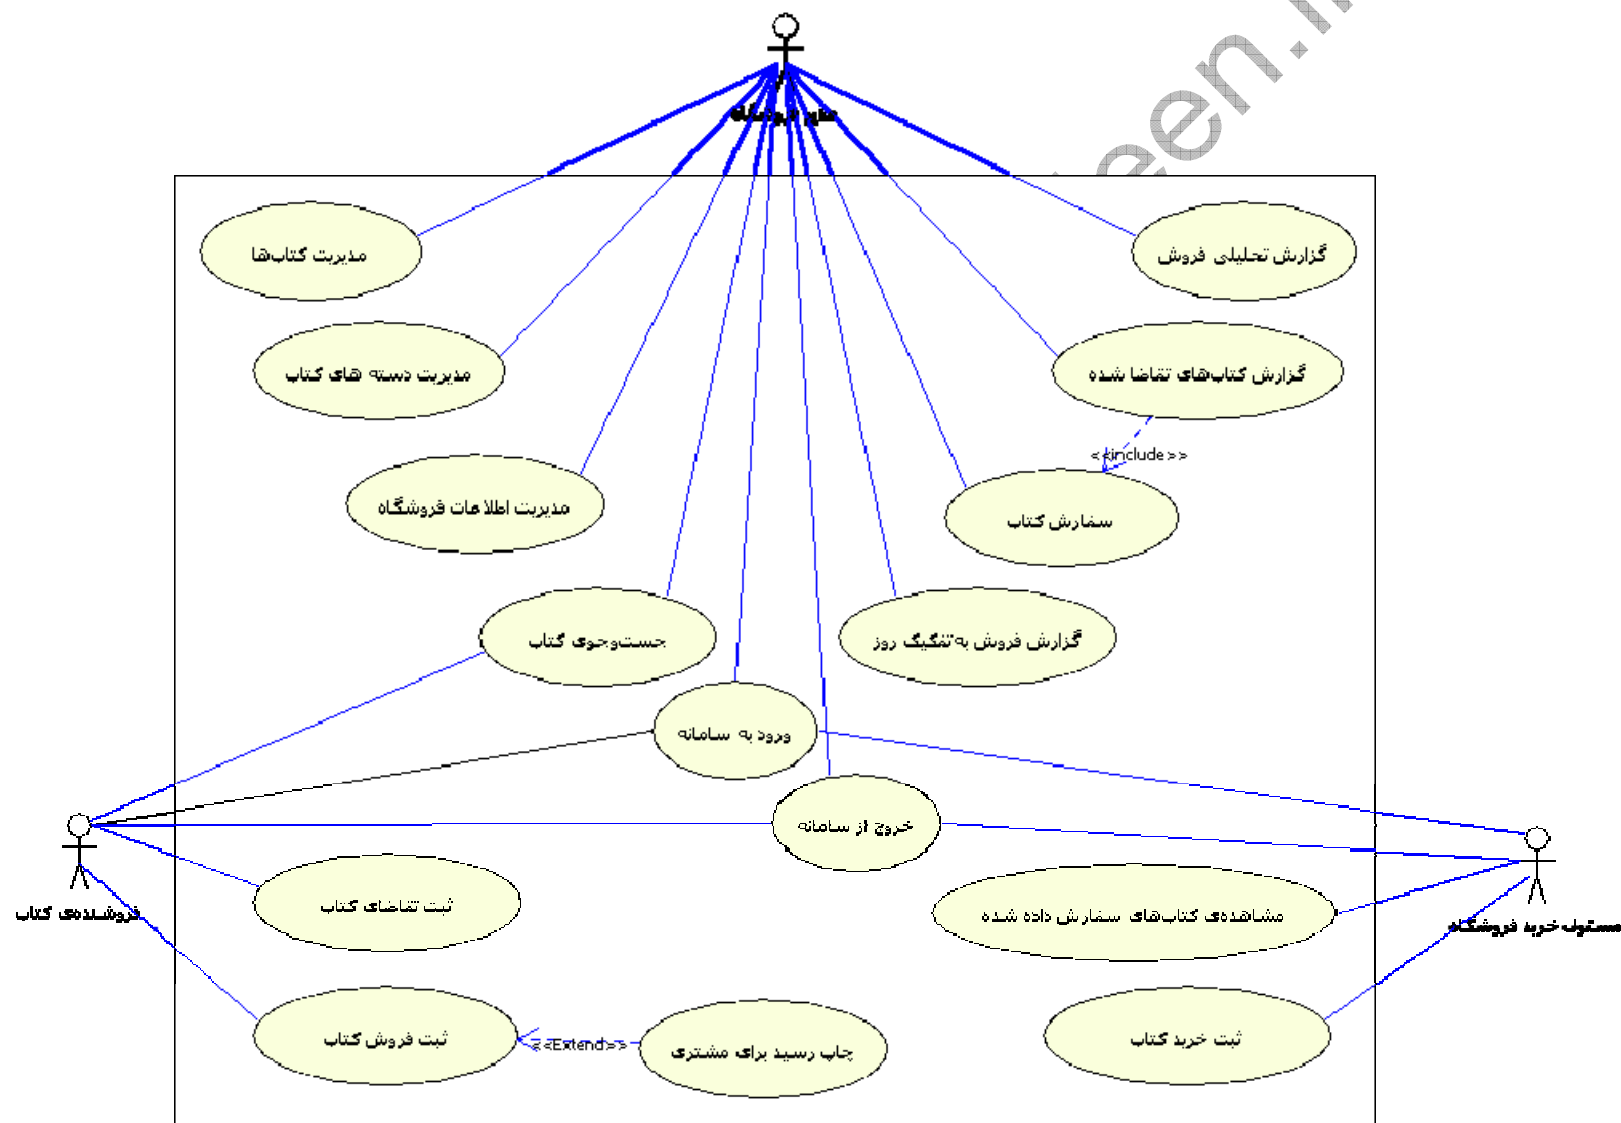 مدیر فروشگاه
مدیریت کتاب‌ها
گزارش تحلیلی فروش
مدیریت دسته های کتاب
گزارش کتاب‌های تقاضا شده
<<include>>
مدیریت اطلاعات فروشگاه
سفارش کتاب
جست‌وجوی کتاب
گزارش فروش به تفکیک روز
ورود به سامانه
خروج از سامانه
فروشنده‌ی کتاب
ثبت تقاضای کتاب
مشاهده‌ی کتاب‌های سفارش داده شده
مسئول خرید فروشگاه
ثبت فروش کتاب
<<Extend>>
چاپ رسید برای مشتری
ثبت خرید کتاب